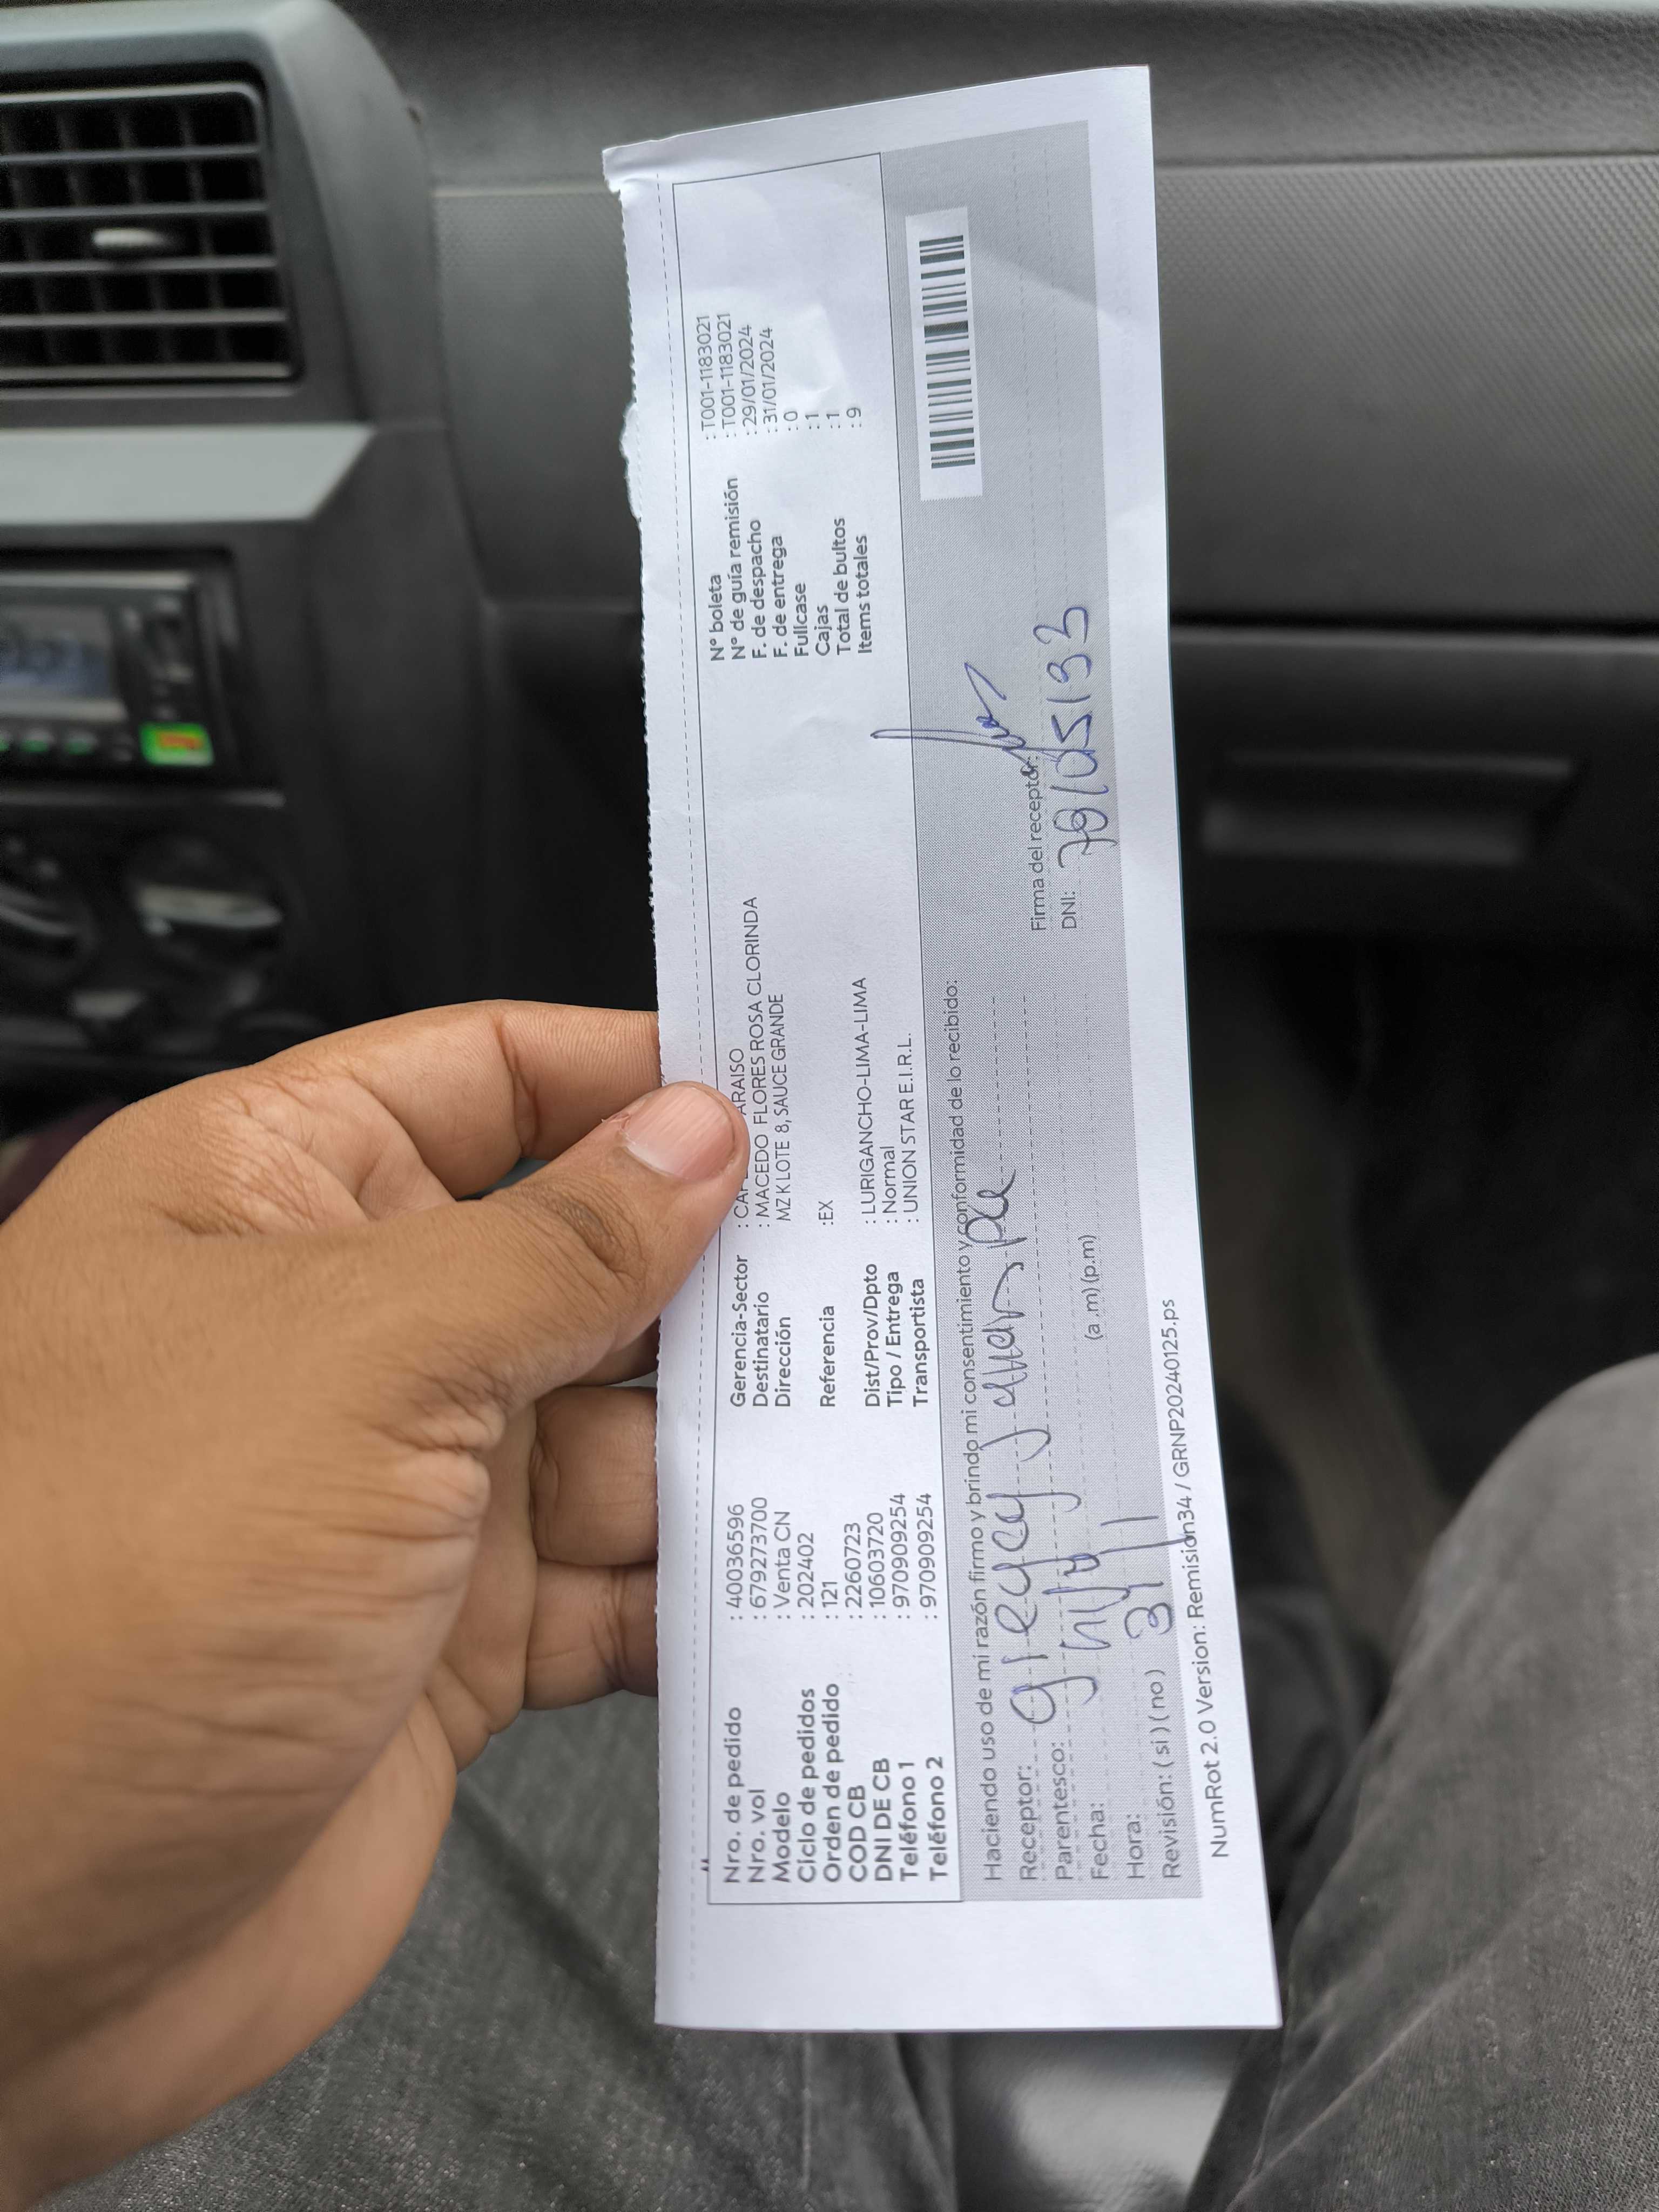 Nro. de pedido : 40036596
Nro. vol : 679273700
Modelo : Venta CN
Ciclo de pedidos : 202402
Orden de pedido : 121
COD CB : 2260723
DNI DE CB : 10603720
Teléfono 1 : 970909254
Teléfono 2 : 970909254
Gerencia-Sector : ARAISO
Destinatario : MACEDO FLORES ROSA CLORINDA
Dirección MZ K LOTE 8, SAUCE GRANDE
Referencia :EX
Dist/Prov/Dpto : LURIGANCHO-LIMA-LIMA
Tipo / Entrega : Normal
Transportista : UNION STAR E.I.R.L.
N° boleta : T001-1183021
N° de guía remisión : T001-1183021
F. de despacho : 29/01/2024
F. de entrega : 31/01/2024
Fullcase : 0
Cajas : 1
Total de bultos : 1
Items totales : 9
Haciendo uso de mi razón firmo y brindo mi consentimiento y conformidad de lo recibido:
Receptor:
Parentesco:
Fecha:
Hora: (a .m) (p.m)
Revisión: ( si ) ( no )
Firma del receptor:
DNI:
NumRot 2.0 Version: Remision34 / GRNP20240125.ps